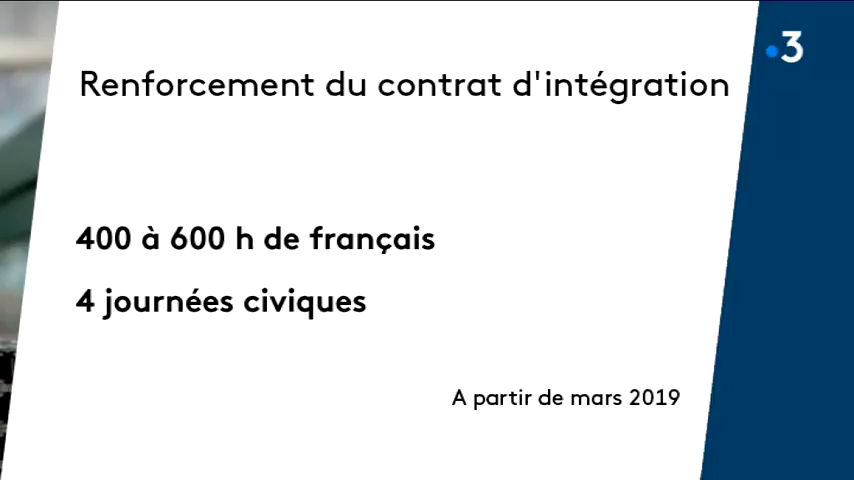 3
Renforcement du contrat d'intégration
400 à 600 h de français
4 journées civiques
A partir de mars 2019